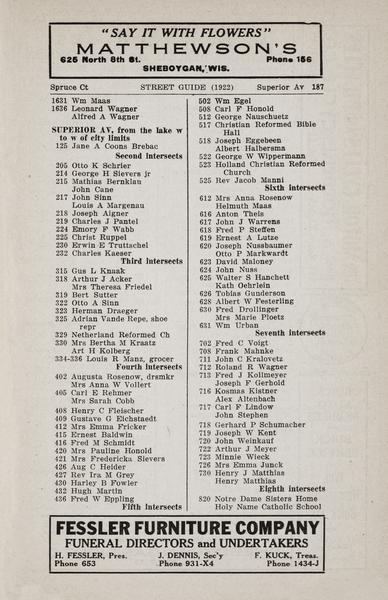 "SAY IT WITH FLOWERS"
MATTHEWSON'S
625 North 8th St. Phone 156
SHEBOYGAN, WIS.
Spruce Ct STREET GUIDE (1922) Superior Av 187
1631 Wm Maas
1636 Leonard Wagner
Alfred A Wagner
SUPERIOR AV, from the lake w
to w of city limits
125 Jane A Coons Brebac
Second intersects
205 Otto K Schrier
214 George H Sievers jr
215 Mathias Bernklau
John Cane
217 John Sinn
Louis A Margenau
218 Joseph Aigner
219 Charles J Pantel
224 Emory F Wabb
225 Christ Ruppel
230 Erwin E Truttschel
232 Charles Kaeser
Third intersects
315 Gus L Knaak
318 Arthur J Acker
Mrs Theresa Friedel
319 Bert Sutter
322 Otto A Sinn
323 Herman Draeger
325 Adrian Vande Repe, shoe
repr
329 Netherland Reformed Ch
330 Mrs Bertha M Kraatz
Art H Kolberg
334-336 Louis R Manz, grocer
Fourth intersects
402 Augusta Rosenow, drsmkr
Mrs Anna W Vollert
405 Carl E Rehmer
Mrs Sarah Cobb
408 Henry C Fleischer
409 Gustave G Eichstaedt
412 Mrs Emma Fricker
415 Ernest Baldwin
416 Fred M Schmidt
420 Mrs Pauline Honold
421 Mrs Fredericka Sievers
426 Aug C Heider
427 Rev Ira M Grey
430 Harley B Fowler
432 Hugh Martin
436 Fred W Eppling
Fifth intersects
502 Wm Egel
508 Carl F Honold
512 George Nauschuetz
517 Christian Reformed Bible
Hall
518 Joseph Eggebeen
Albert Halbersma
522 George W Wippermann
523 Holland Christian Reformed
Church
525 Rev Jacob Manni
Sixth intersects
612 Mrs Anna Rosenow
Helmuth Maas
616 Anton Theis
617 John J Warrens
618 Fred P Steffen
619 Ernest A Lutze
620 Joseph Nussbaumer
Otto P Markwardt
623 David Maloney
624 John Nuss
625 Walter S Hanchett
Kath Oehrlein
626 Tobias Gunderson
628 Albert W Festerling
630 Fred Drollinger
Mrs Marie Ploetz
631 Wm Urban
Seventh intersects
702 Fred C Voigt
708 Frank Mahnke
711 John C Kralovetz
712 Roland R Wagner
713 Fred J Kollmeyer
Joseph F Gerhold
716 Kosmas Kistner
Alex Altenbach
717 Carl F Lindow
John Stephen
718 Gerhard P Schumacher
719 Joseph W Kent
720 John Weinkauf
722 Arthur J Meyer
723 Minnie Wieck
726 Mrs Emma Junck
730 Henry J Matthias
Henry Matthias
Eighth intersects
820 Notre Dame Sisters Home
Holy Name Catholic School
FESSLER FURNITURE COMPANY
FUNERAL DIRECTORS and UNDERTAKERS
H. FESSLER, Pres. J. DENNIS, Sec'y F. KUCK, Treas.
Phone 653 Phone 931-X4 Phone 1434-J